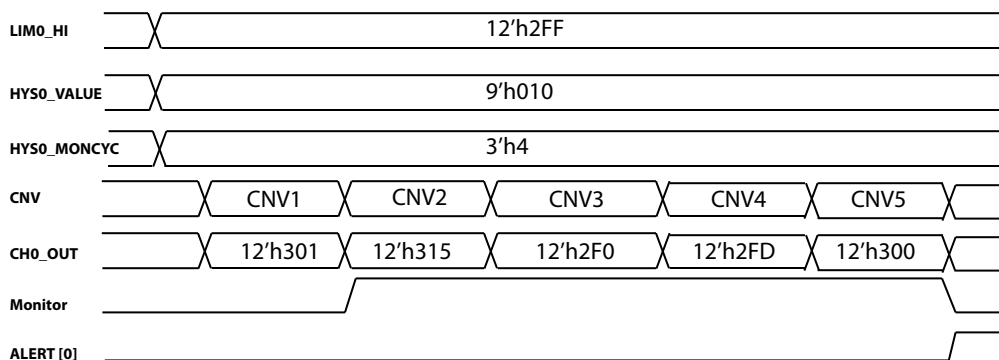 LIM0_HI 12'h2FF
HYS0_VALUE 9'h010
HYS0_MONCYC 3'h4
CNV CNV1 CNV2 CNV3 CNV4 CNV5
CH0_OUT 12'h301 12'h315 12'h2F0 12'h2FD 12'h300
Monitor
ALERT [0]